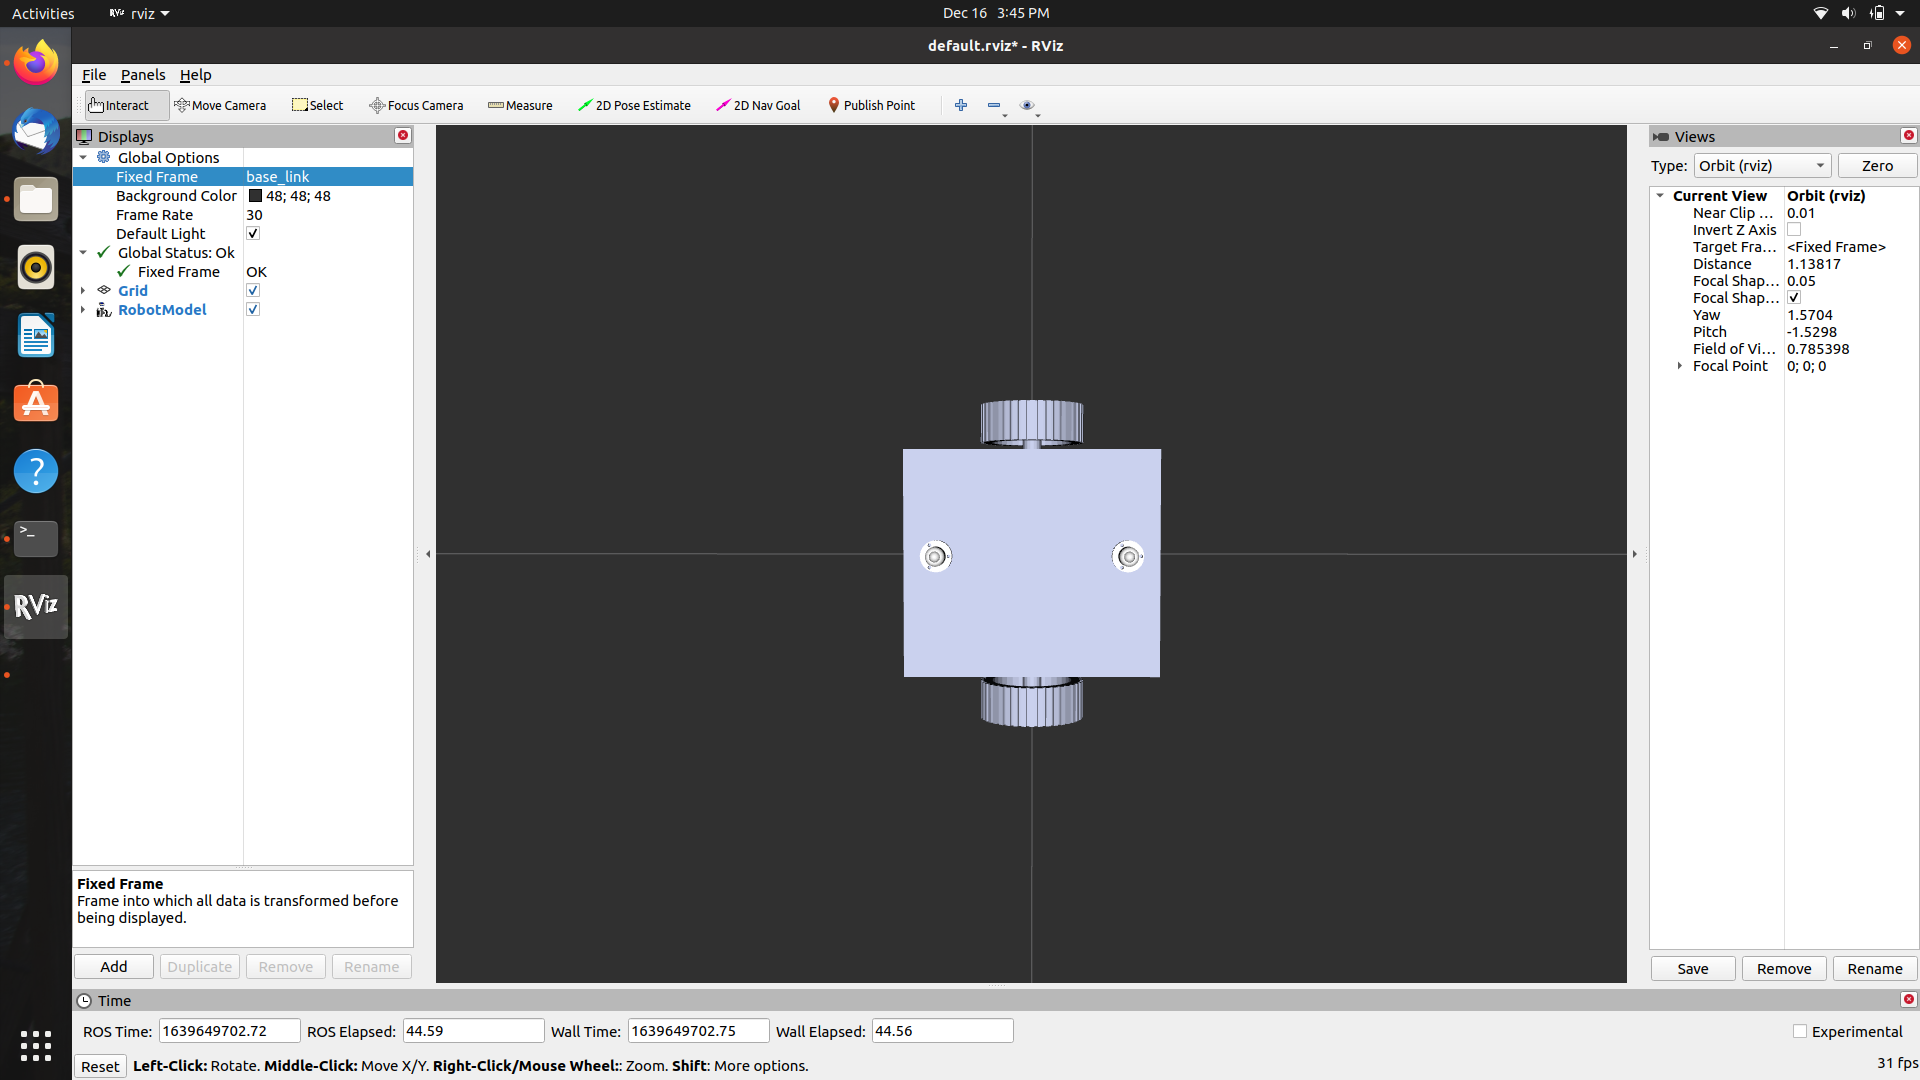 Activities
RViz rviz
Dec 16 3:45 PM
default.rviz* - RViz
File Panels Help
Interact Move Camera Select Focus Camera Measure 2D Pose Estimate 2D Nav Goal Publish Point
Displays
Global Options
Fixed Frame base_link
Background Color 48; 48; 48
Frame Rate 30
Default Light
Global Status: Ok
Fixed Frame OK
Grid
RobotModel
Fixed Frame
Frame into which all data is transformed before
being displayed.
Add Duplicate Remove Rename
Views
Type: Orbit (rviz) Zero
Current View Orbit (rviz)
Near Clip ... 0.01
Invert Z Axis
Target Fra... <Fixed Frame>
Distance 1.13817
Focal Shap... 0.05
Focal Shap...
Yaw 1.5704
Pitch -1.5298
Field of Vi... 0.785398
Focal Point 0; 0; 0
Save Remove Rename
>_
RViz
Time
ROS Time: 1639649702.72 ROS Elapsed: 44.59 Wall Time: 1639649702.75 Wall Elapsed: 44.56 Experimental
Reset Left-Click: Rotate. Middle-Click: Move X/Y. Right-Click/Mouse Wheel:: Zoom. Shift: More options. 31 fps